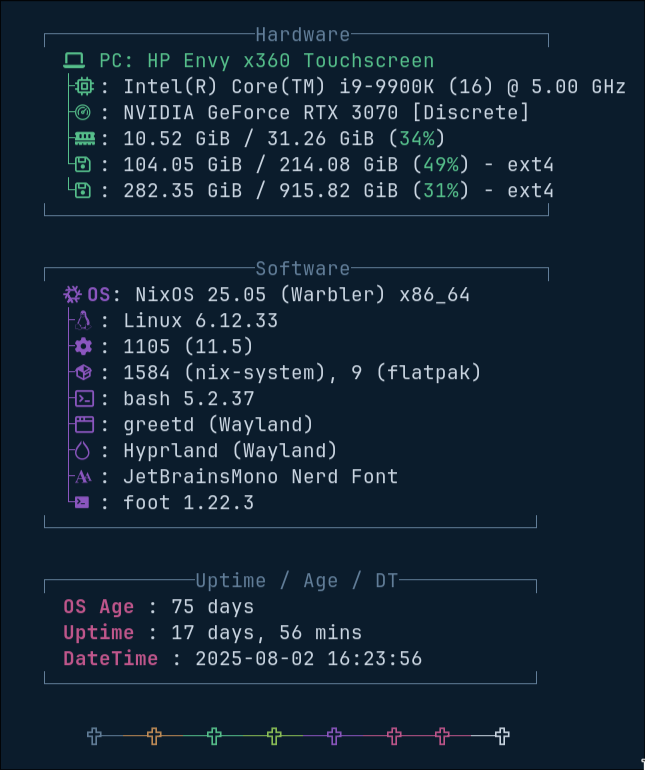 Hardware
PC: HP Envy x360 Touchscreen
: Intel(R) Core(TM) i9-9900K (16) @ 5.00 GHz
: NVIDIA GeForce RTX 3070 [Discrete]
: 10.52 GiB / 31.26 GiB (34%)
: 104.05 GiB / 214.08 GiB (49%) - ext4
: 282.35 GiB / 915.82 GiB (31%) - ext4
Software
OS: NixOS 25.05 (Warbler) x86_64
: Linux 6.12.33
: 1105 (11.5)
: 1584 (nix-system), 9 (flatpak)
: bash 5.2.37
: greetd (Wayland)
: Hyprland (Wayland)
: JetBrainsMono Nerd Font
: foot 1.22.3
Uptime / Age / DT
OS Age : 75 days
Uptime : 17 days, 56 mins
DateTime : 2025-08-02 16:23:56